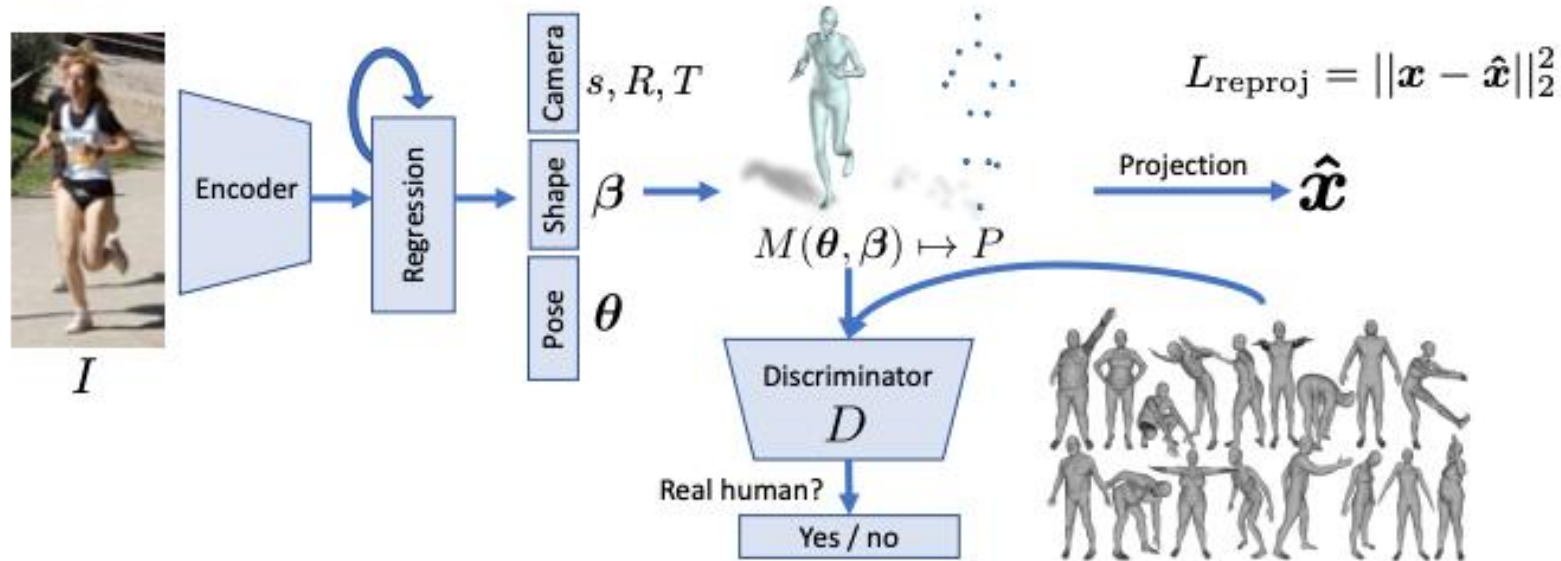 I
Encoder
Regression
Camera
s, R, T
Shape
β
Pose
θ
M(θ, β) ↦ P
L_reproj = ||x − x̂||₂²
Projection
x̂
Discriminator
D
Real human?
Yes / no